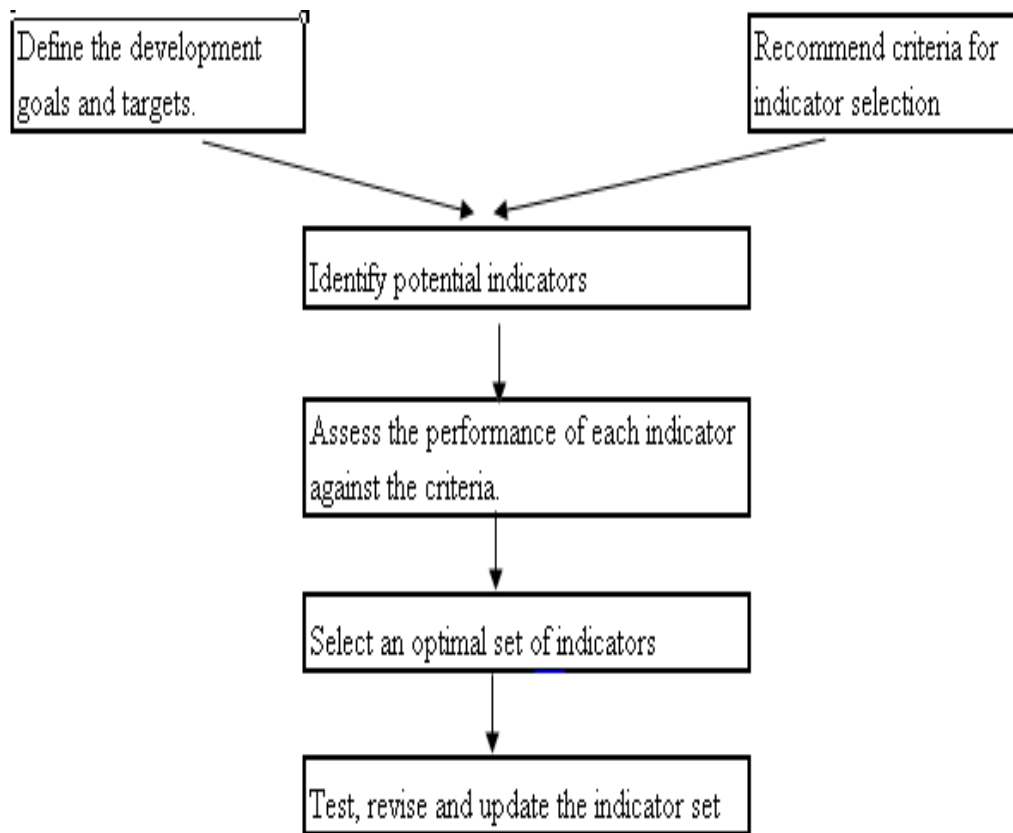 Define the development
goals and targets.
Recommend criteria for
indicator selection
Identify potential indicators
Assess the performance of each indicator
against the criteria.
Select an optimal set of indicators
Test, revise and update the indicator set